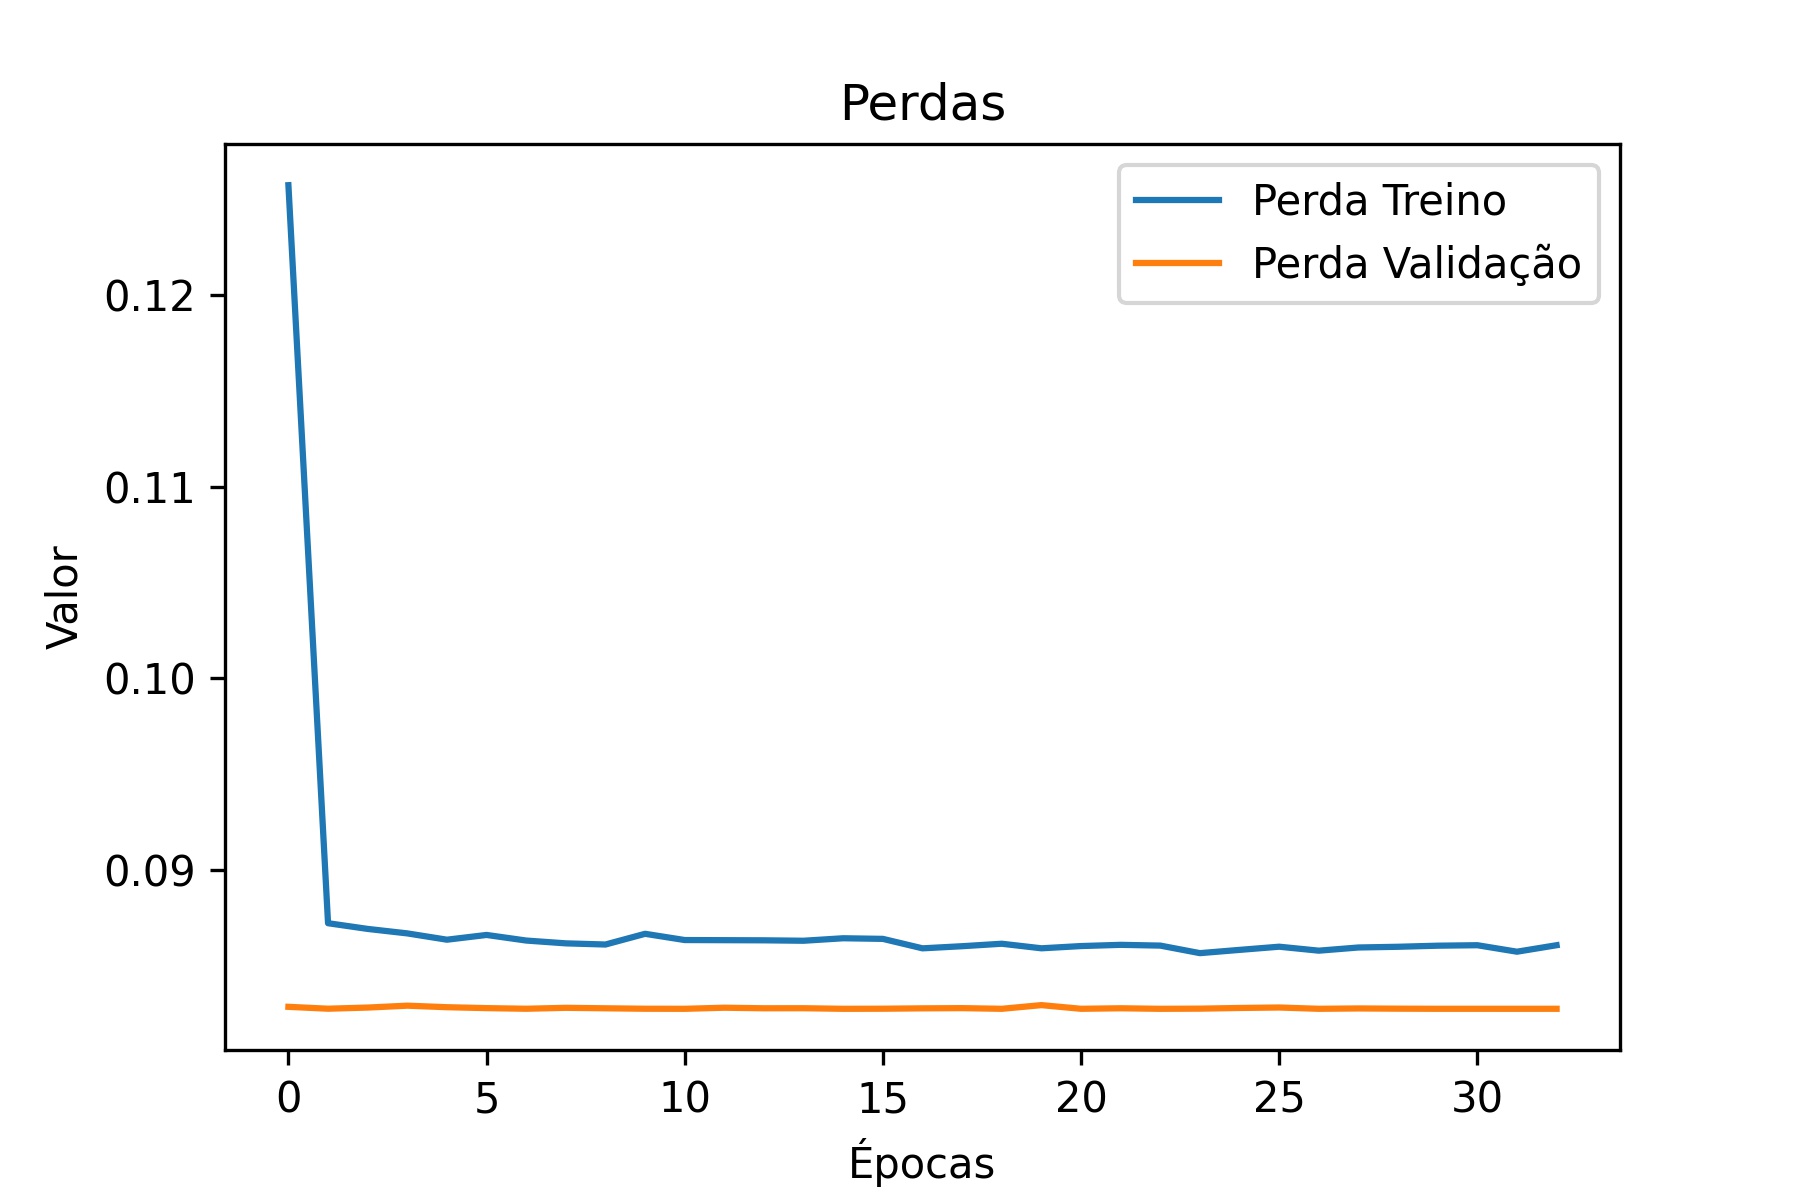 Perdas
Perda Treino
Perda Validação
0.12
0.11
0.10
0.09
Valor
0 5 10 15 20 25 30
Épocas